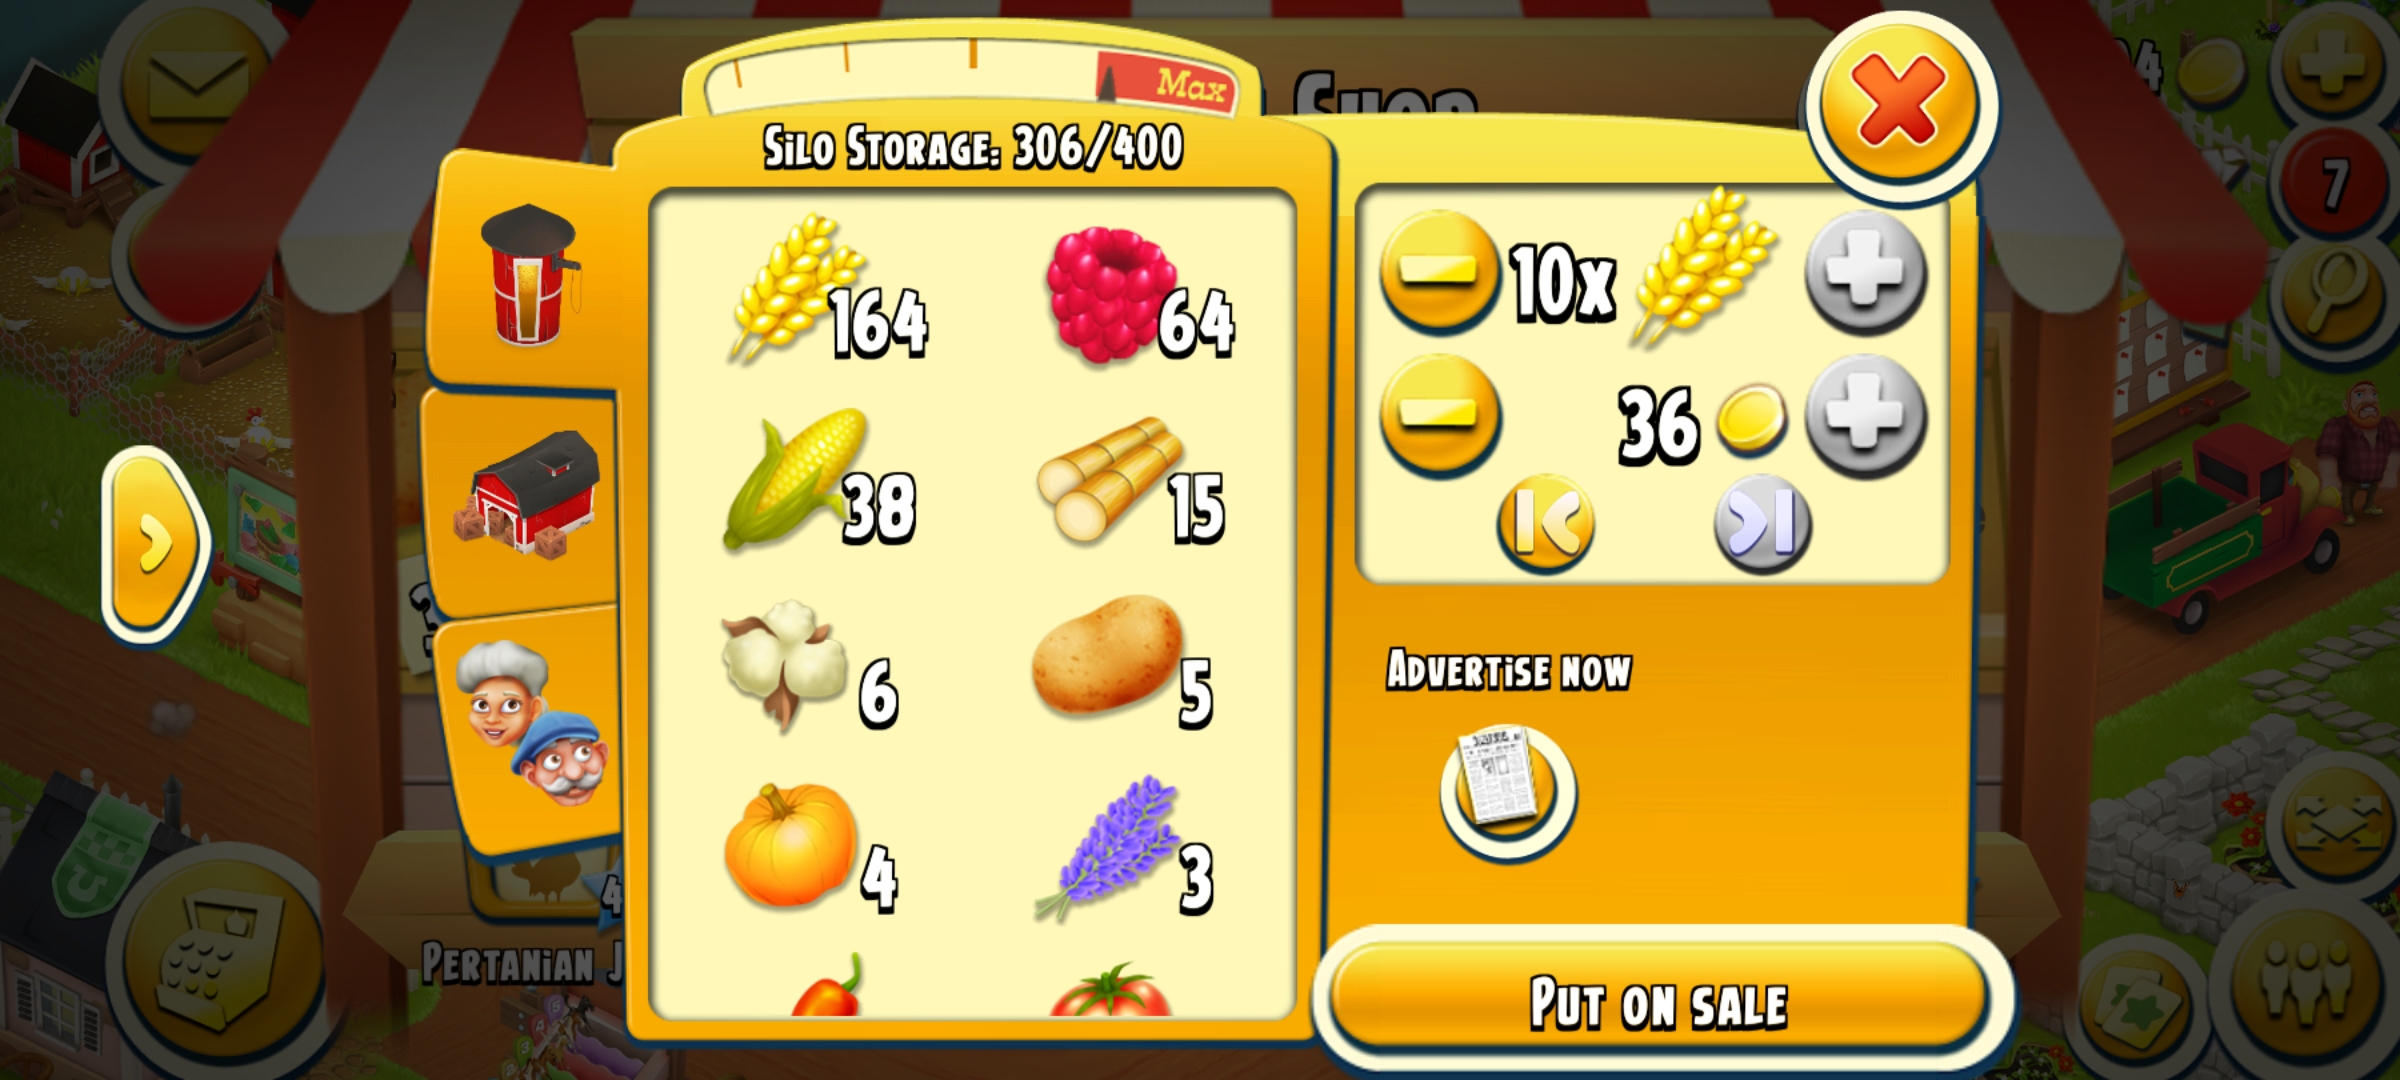 Shop
Max
Silo Storage: 306/400
7
164
64
10x
38
15
36
6
5
Advertise now
4
3
Pertanian J
Put on sale